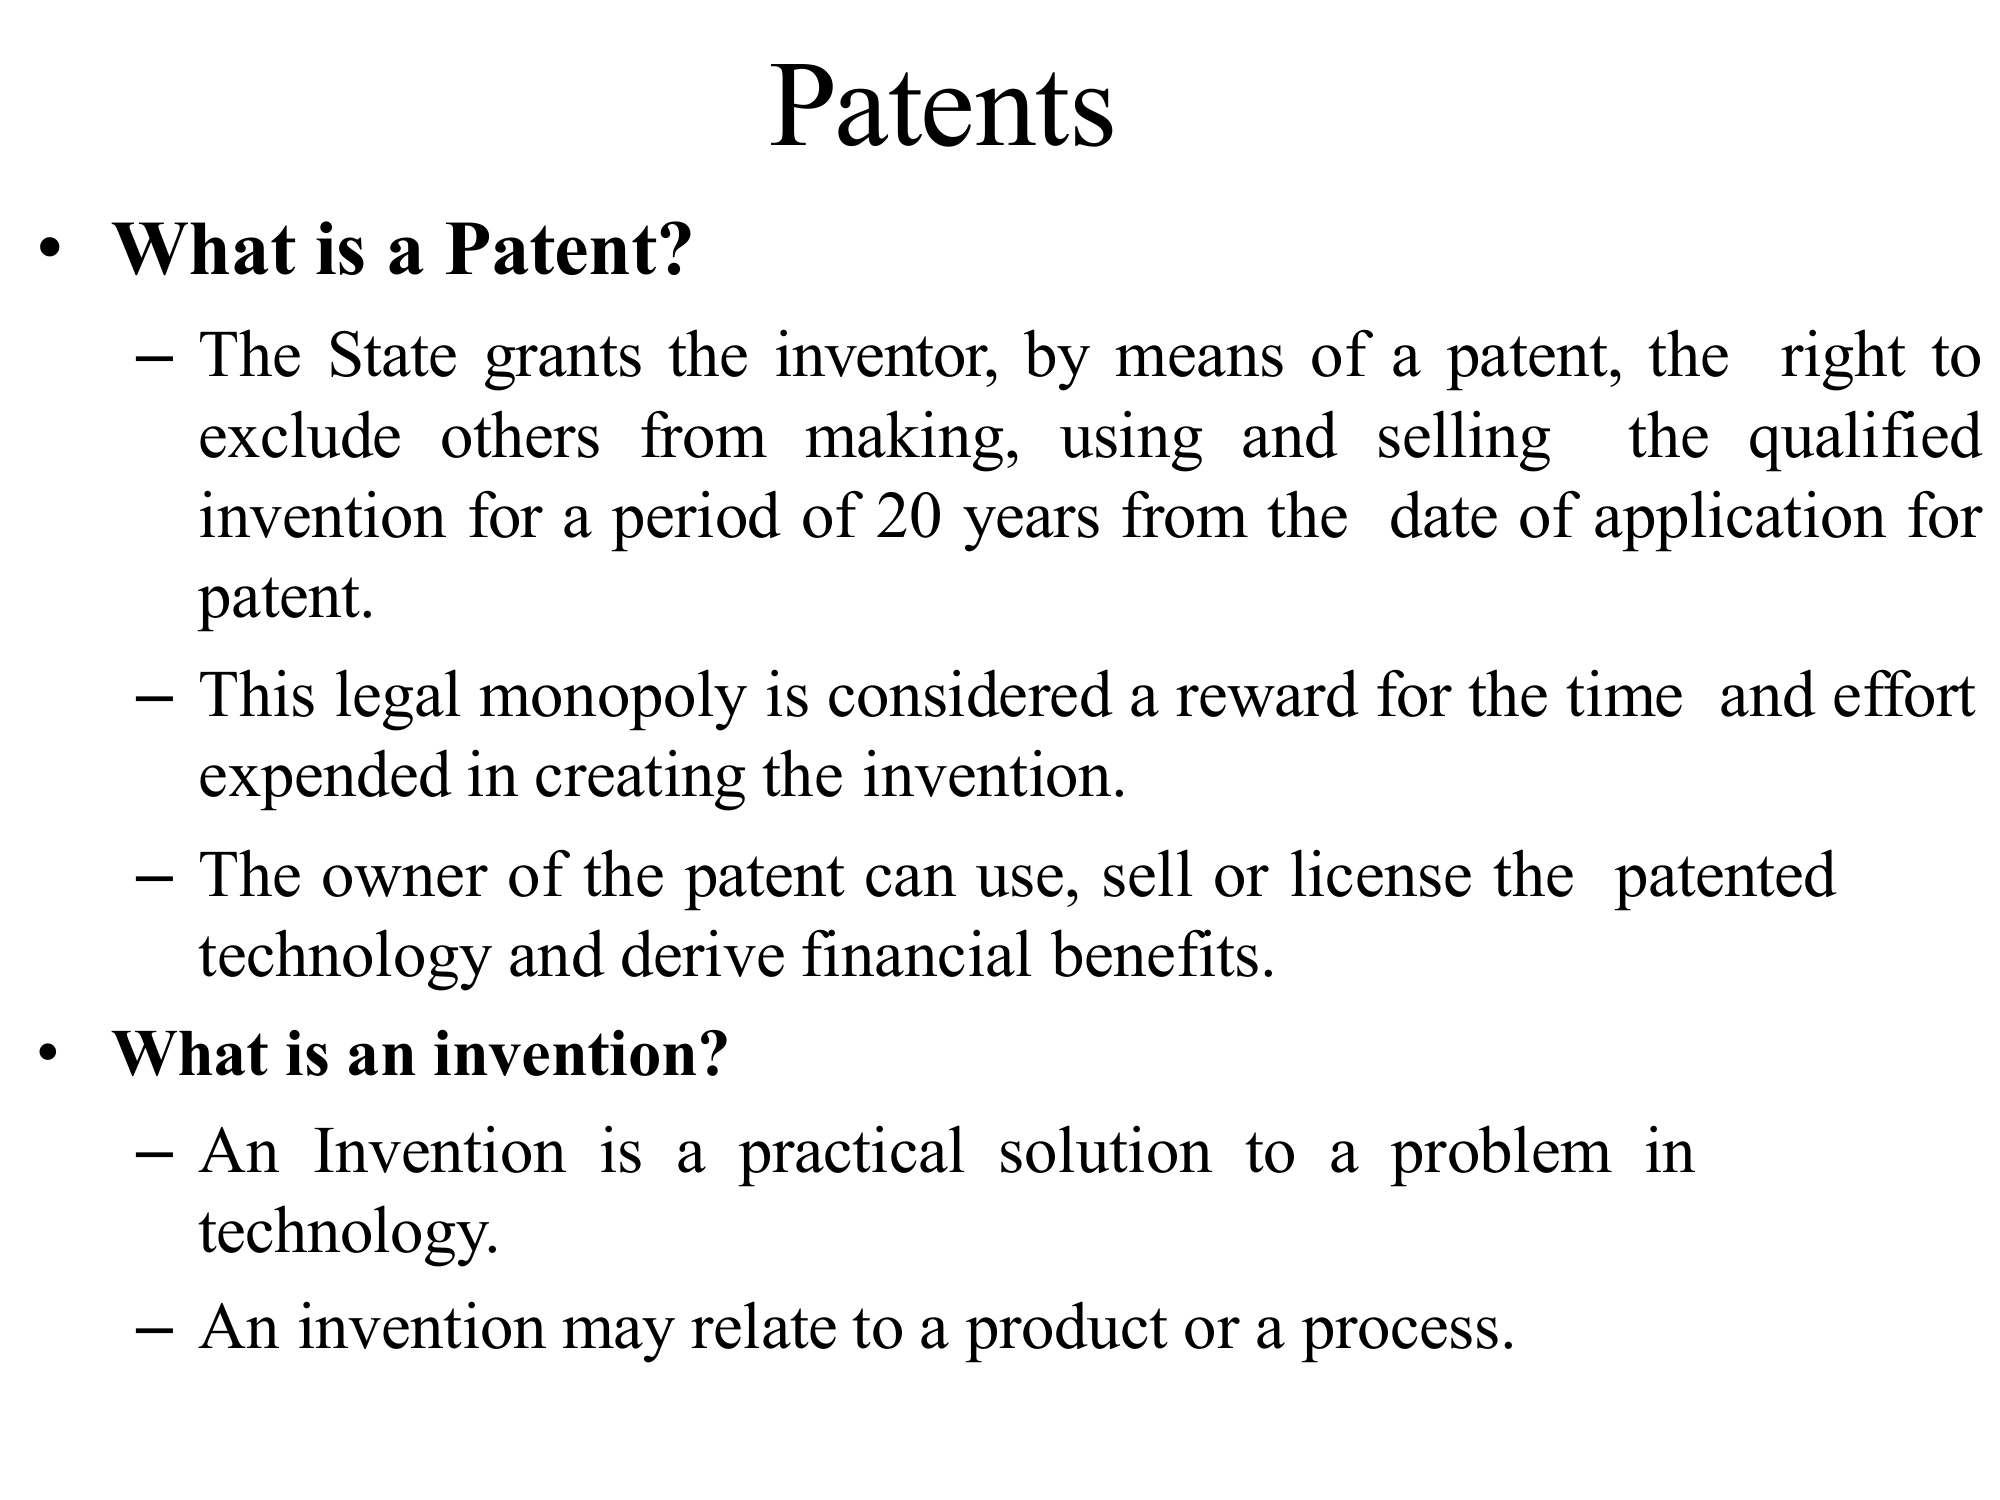 Patents
• What is a Patent?
– The State grants the inventor, by means of a patent, the right to
exclude others from making, using and selling the qualified
invention for a period of 20 years from the date of application for
patent.
– This legal monopoly is considered a reward for the time and effort
expended in creating the invention.
– The owner of the patent can use, sell or license the patented
technology and derive financial benefits.
• What is an invention?
– An Invention is a practical solution to a problem in
technology.
– An invention may relate to a product or a process.